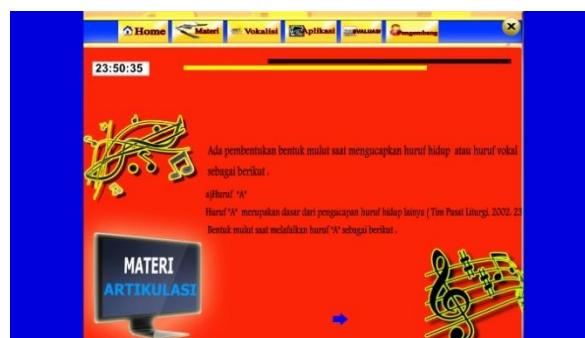 Home Materi Vokalisi Aplikasi EVALUASI Pengembang
23:50:35
Ada pembentukan bentuk mulut saat mengucapkan huruf hidup atau huruf vokal
sebagai berikut .
a)Huruf "A"
Huruf "A" merupakan dasar dari pengucapan huruf hidup lainya ( Tim Pusat Liturgi, 2002. 23
Bentuk mulut saat melafalkan huruf "A" sebagai berikut .
MATERI
ARTIKULASI